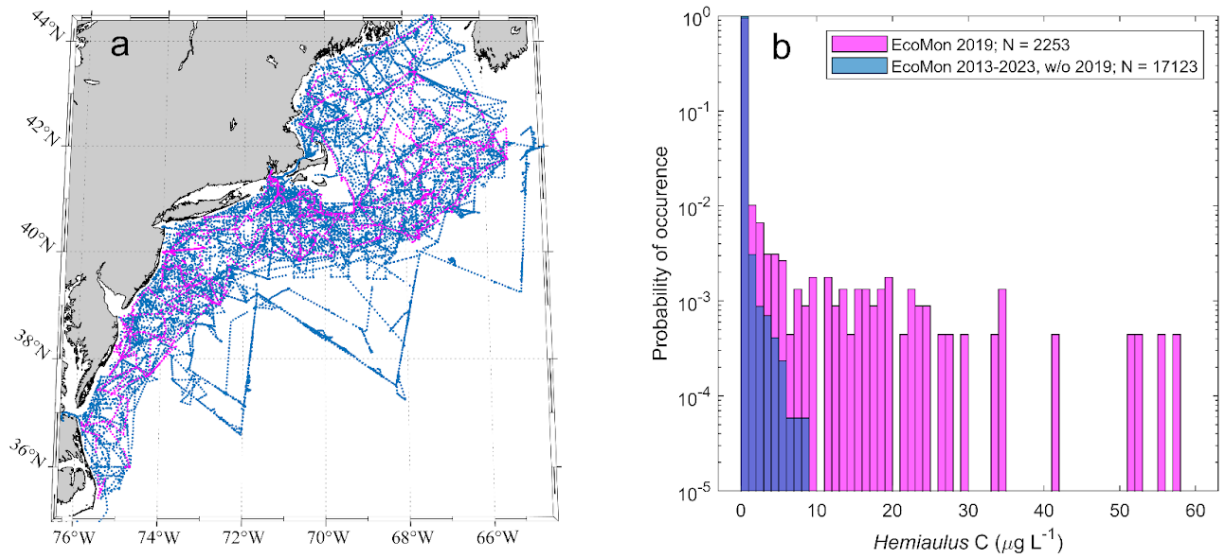 a
44°N
42°N
40°N
38°N
36°N
76°W
74°W
72°W
70°W
68°W
66°W
b
EcoMon 2019; N = 2253
EcoMon 2013-2023, w/o 2019; N = 17123
Probability of occurence
10⁰
10⁻¹
10⁻²
10⁻³
10⁻⁴
10⁻⁵
0
10
20
30
40
50
60
Hemiaulus C (μg L⁻¹)